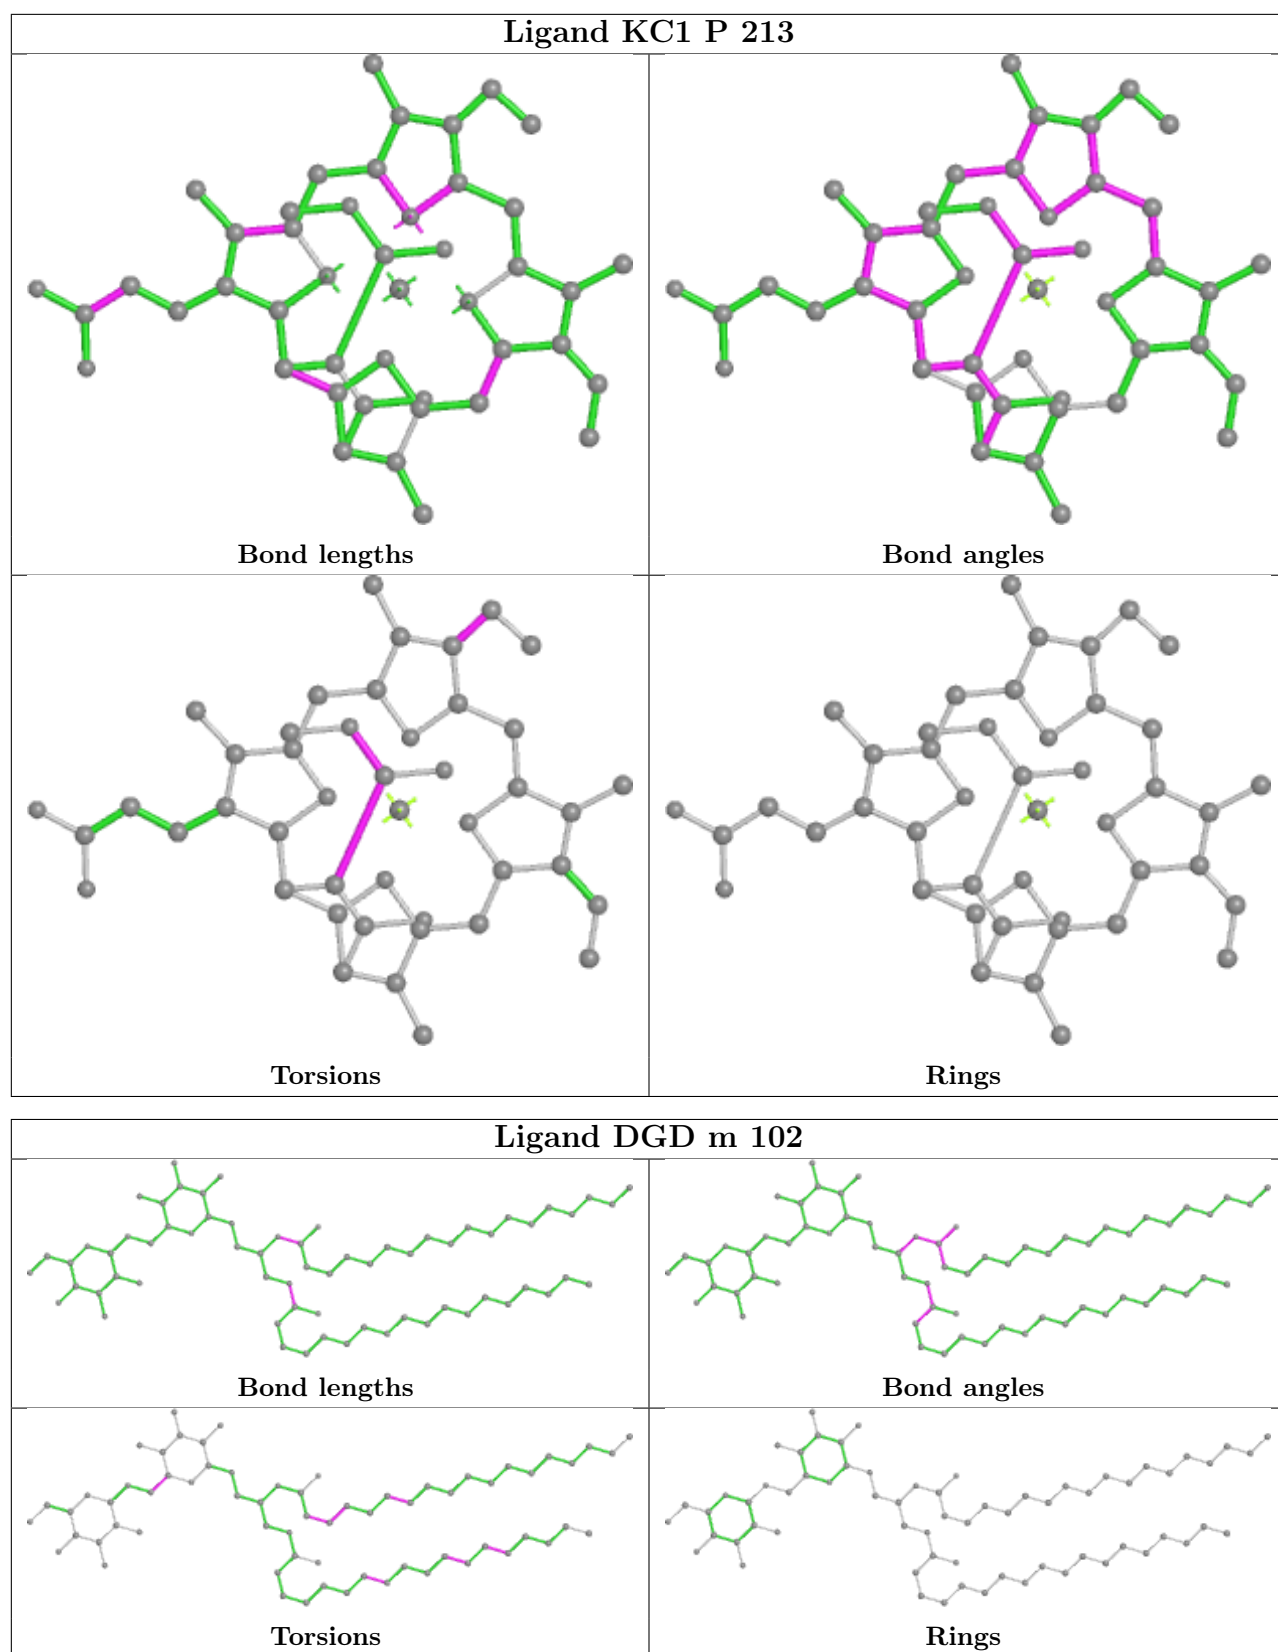 Ligand KC1 P 213
Bond lengths
Bond angles
Torsions
Rings
Ligand DGD m 102
Bond lengths
Bond angles
Torsions
Rings